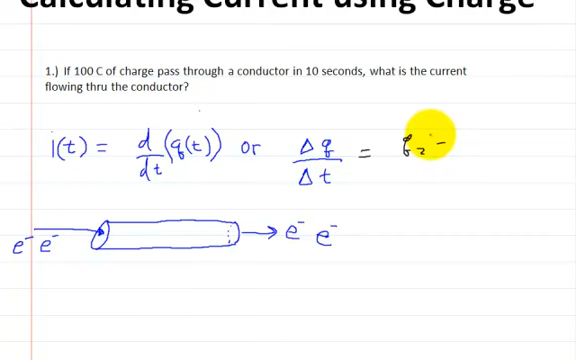 Calculating Current using Charge
1.) If 100 C of charge pass through a conductor in 10 seconds, what is the current
flowing thru the conductor?
i(t) = d/dt (q(t)) or Δq/Δt = q₂ -
e⁻ e⁻ e⁻ e⁻